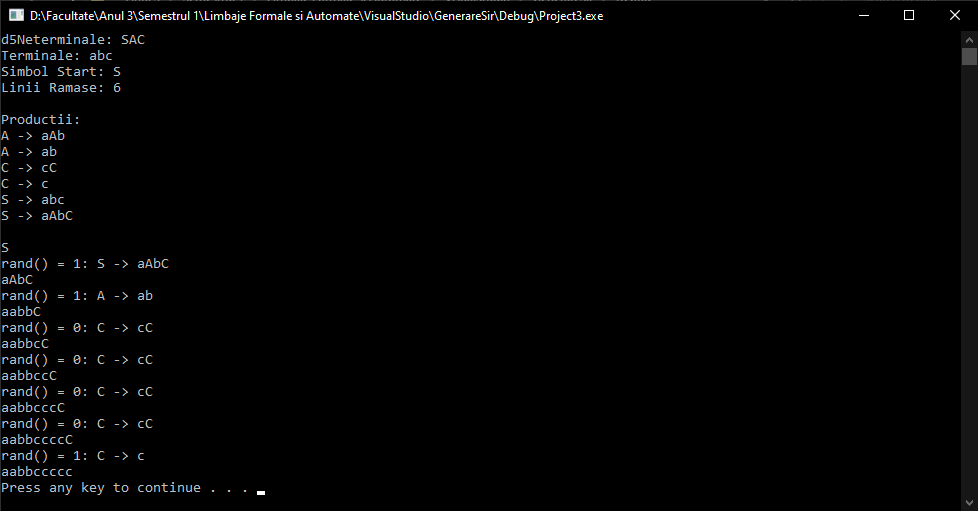 D:\Facultate\Anul 3\Semestrul 1\Limbaje Formale si Automate\VisualStudio\GenerareSir\Debug\Project3.exe
d5Neterminale: SAC
Terminale: abc
Simbol Start: S
Linii Ramase: 6
Productii:
A -> aAb
A -> ab
C -> cC
C -> c
S -> abc
S -> aAbC
S
rand() = 1: S -> aAbC
aAbC
rand() = 1: A -> ab
aabbC
rand() = 0: C -> cC
aabbcC
rand() = 0: C -> cC
aabbccC
rand() = 0: C -> cC
aabbcccC
rand() = 0: C -> cC
aabbccccC
rand() = 1: C -> c
aabbccccc
Press any key to continue . . .